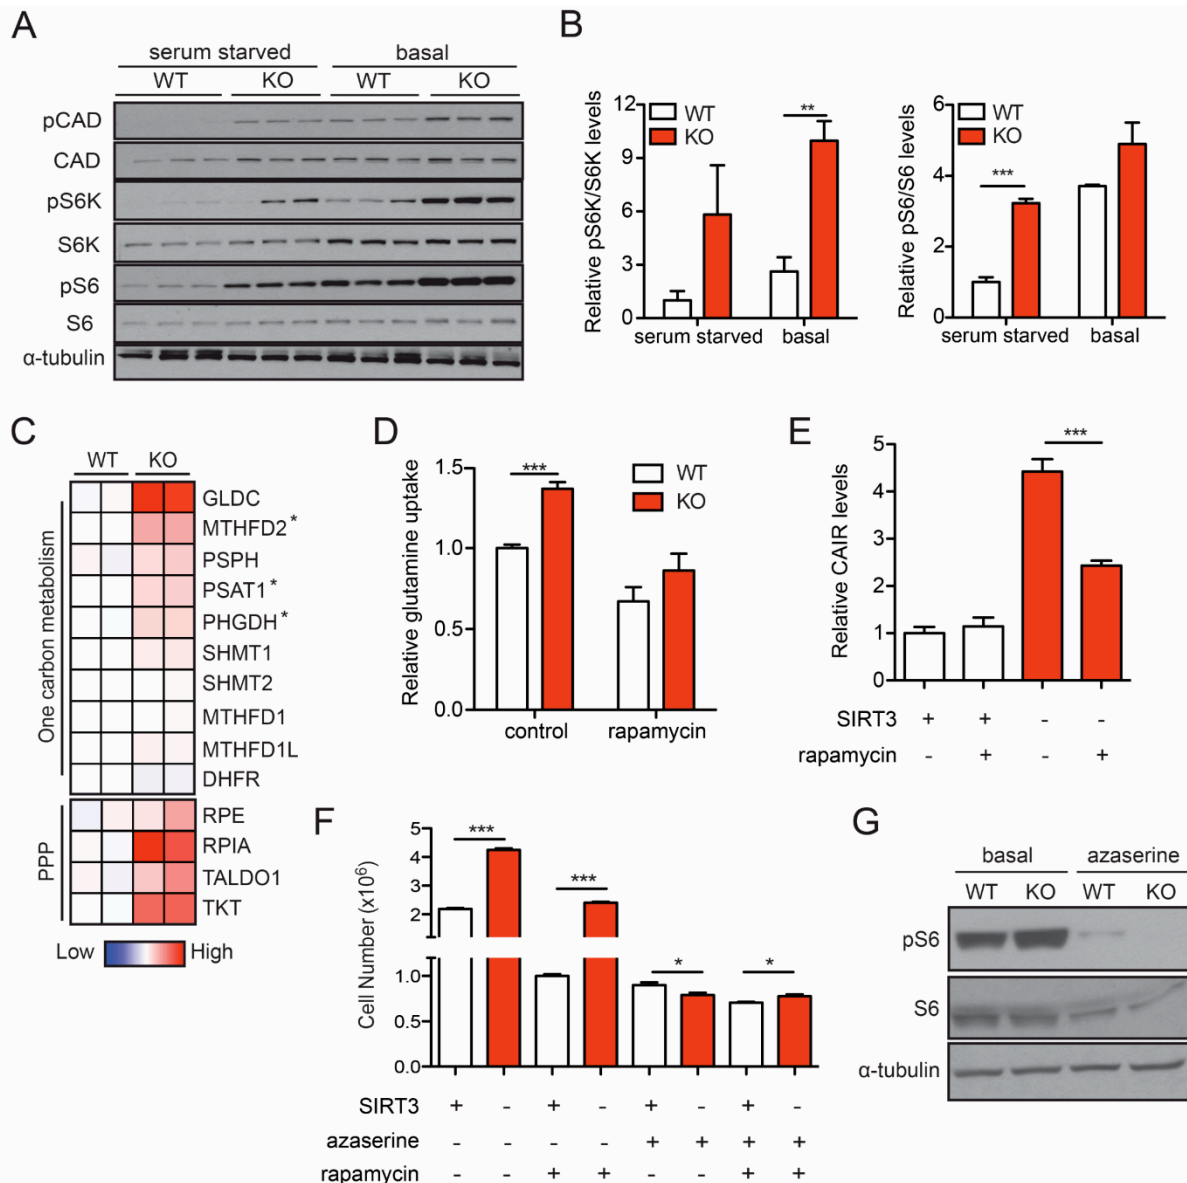 A
serum starved basal
WT KO WT KO
pCAD
CAD
pS6K
S6K
pS6
S6
α-tubulin
B
Relative pS6K/S6K levels
12
9
6
3
0
WT
KO
**
serum starved basal
Relative pS6/S6 levels
6
4
2
0
WT
KO
***
serum starved basal
C
WT KO
One carbon metabolism
GLDC
MTHFD2*
PSPH
PSAT1*
PHGDH*
SHMT1
SHMT2
MTHFD1
MTHFD1L
DHFR
PPP
RPE
RPIA
TALDO1
TKT
Low High
D
Relative glutamine uptake
1.5
1.0
0.5
0.0
***
WT
KO
control rapamycin
E
Relative CAIR levels
5
4
3
2
1
0
***
SIRT3 + + - -
rapamycin - + - +
F
Cell Number (x10⁶)
5
4
3
2
1.0
0.5
0.0
***
***
*
*
SIRT3 + - + - + - + -
azaserine - - - - + + + +
rapamycin - - + + - - + +
G
basal azaserine
WT KO WT KO
pS6
S6
α-tubulin